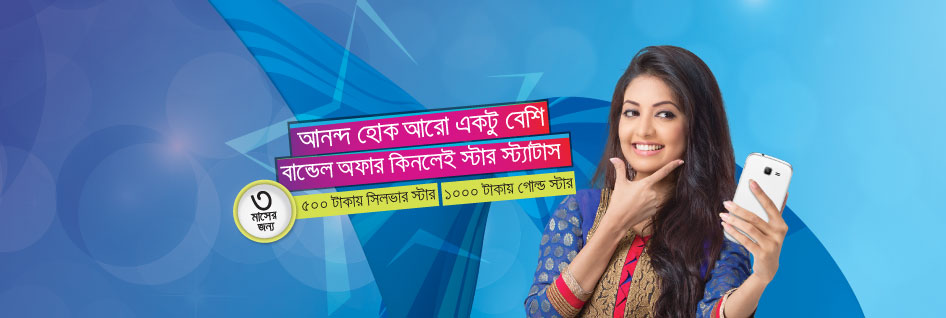 আনন্দ হোক আরো একটু বেশি
বান্ডেল অফার কিনলেই স্টার স্ট্যাটাস
৫০০ টাকায় সিলভার স্টার
১০০০ টাকায় গোল্ড স্টার
৩
মাসের
জন্য